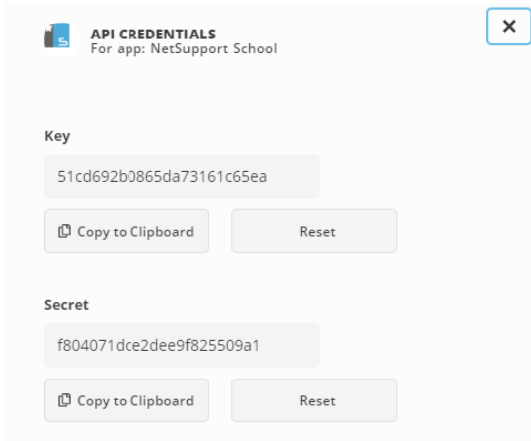 API CREDENTIALS
For app: NetSupport School
Key
51cd692b0865da73161c65ea
Copy to Clipboard
Reset
Secret
f804071dce2dee9f825509a1
Copy to Clipboard
Reset